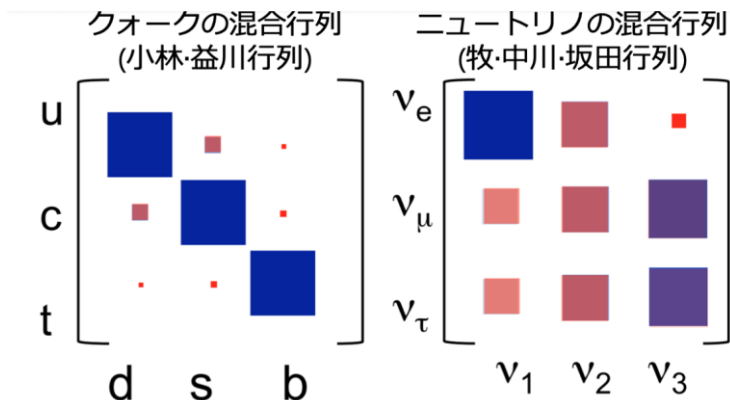 クォークの混合行列
(小林·益川行列)
u
c
t
d s b
ニュートリノの混合行列
(牧·中川·坂田行列)
νe
νμ
ντ
ν1 ν2 ν3